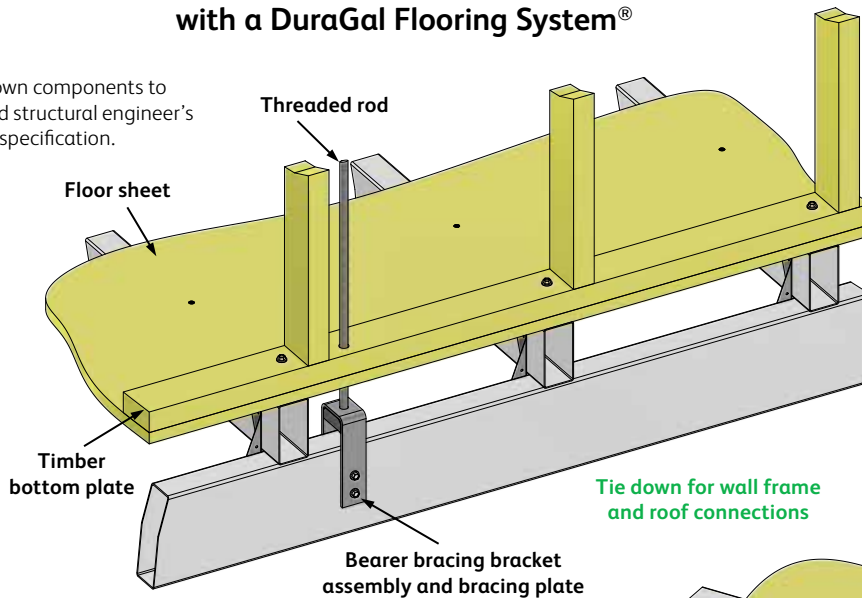 with a DuraGal Flooring System®
own components to
d structural engineer's
specification.
Threaded rod
Floor sheet
Timber
bottom plate
Tie down for wall frame
and roof connections
Bearer bracing bracket
assembly and bracing plate